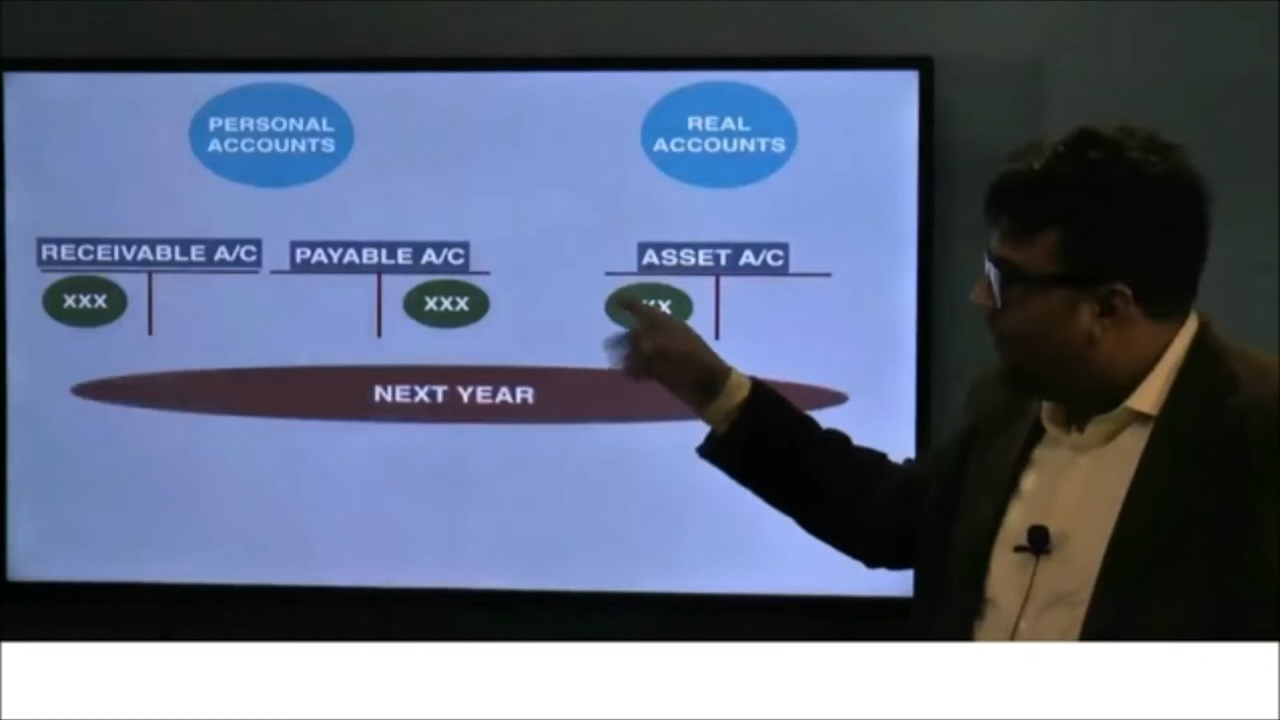 PERSONAL
ACCOUNTS
REAL
ACCOUNTS
RECEIVABLE A/C
PAYABLE A/C
ASSET A/C
XXX
XXX
NEXT YEAR